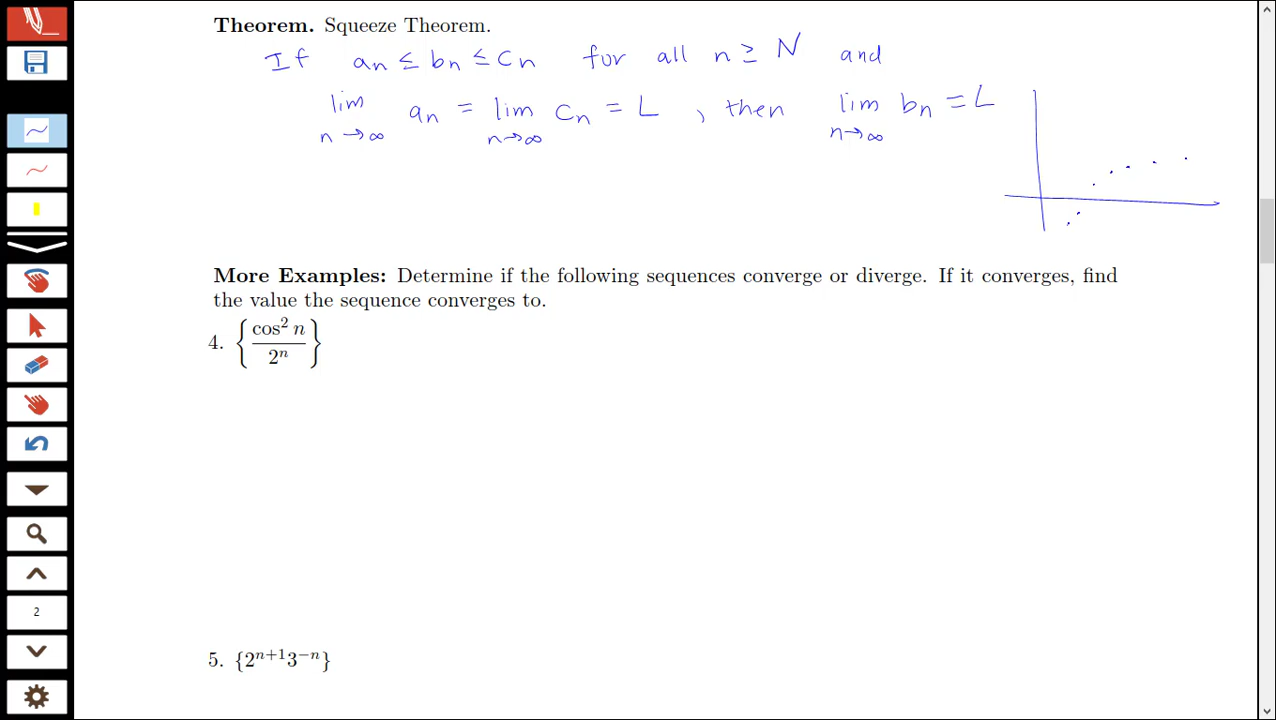 Theorem. Squeeze Theorem.
If aₙ ≤ bₙ ≤ cₙ for all n ≥ N and
lim n→∞ aₙ = lim n→∞ cₙ = L , then lim n→∞ bₙ = L
More Examples: Determine if the following sequences converge or diverge. If it converges, find
the value the sequence converges to.
4. {cos² n / 2ⁿ}
2
5. {2ⁿ⁺¹3⁻ⁿ}